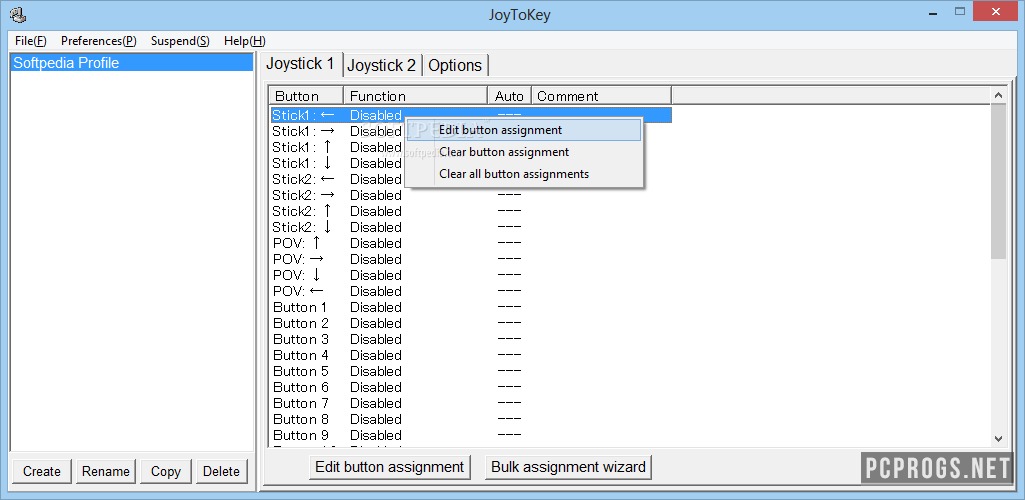 JoyToKey
File(F) Preferences(P) Suspend(S) Help(H)
Softpedia Profile
Joystick 1 Joystick 2 Options
Button Function Auto Comment
Stick1: ← Disabled ---
Stick1: → Disabled
Stick1: ↑ Disabled
Stick1: ↓ Disabled
Stick2: ← Disabled
Stick2: → Disabled ---
Stick2: ↑ Disabled ---
Stick2: ↓ Disabled ---
POV: ↑ Disabled ---
POV: → Disabled ---
POV: ↓ Disabled ---
POV: ← Disabled ---
Button 1 Disabled ---
Button 2 Disabled ---
Button 3 Disabled ---
Button 4 Disabled ---
Button 5 Disabled ---
Button 6 Disabled ---
Button 7 Disabled ---
Button 8 Disabled ---
Button 9 Disabled ---
Edit button assignment
Clear button assignment
Clear all button assignments
Create Rename Copy Delete
Edit button assignment Bulk assignment wizard
PCPROGS.NET